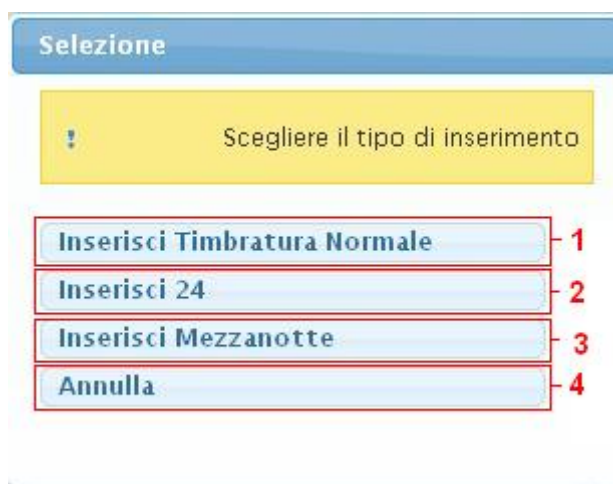 Selezione
! Scegliere il tipo di inserimento
Inserisci Timbratura Normale 1
Inserisci 24 2
Inserisci Mezzanotte 3
Annulla 4